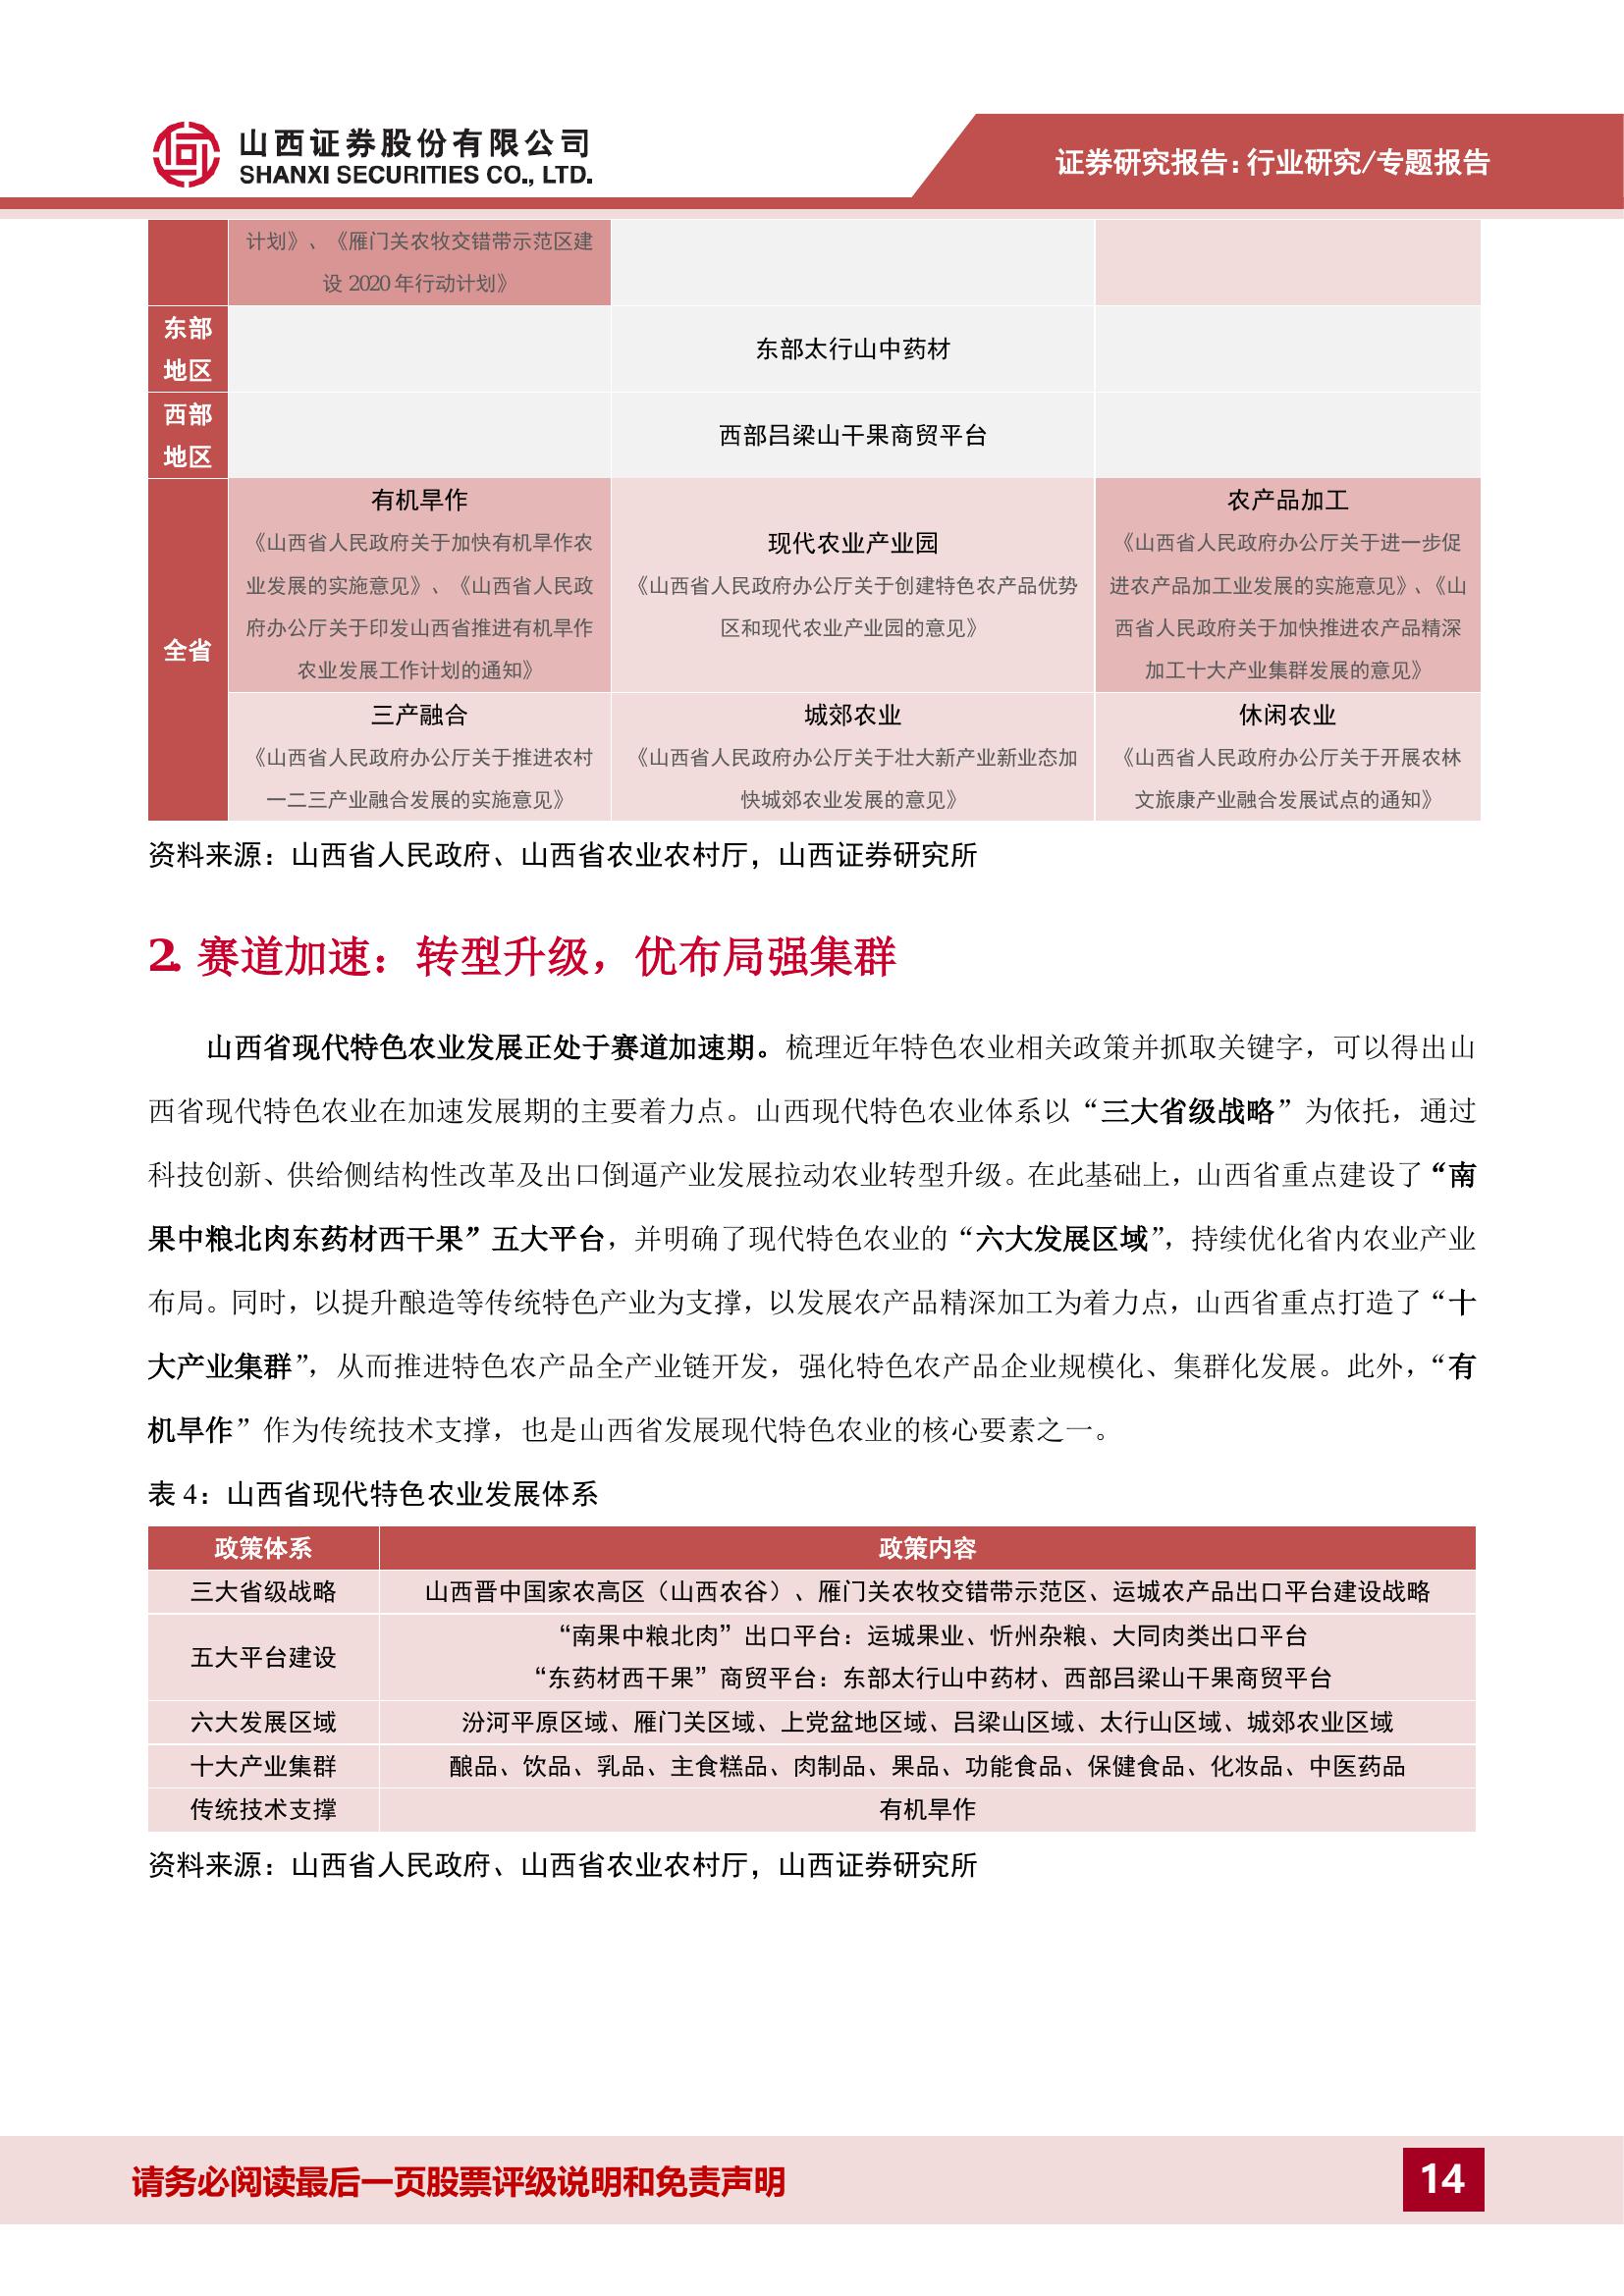 山西证券股份有限公司
SHANXI SECURITIES CO., LTD.
证券研究报告：行业研究/专题报告
计划》、《雁门关农牧交错带示范区建
设 2020 年行动计划》
东部
地区
东部太行山中药材
西部
地区
西部吕梁山干果商贸平台
全省
有机旱作
《山西省人民政府关于加快有机旱作农
业发展的实施意见》、《山西省人民政
府办公厅关于印发山西省推进有机旱作
农业发展工作计划的通知》
现代农业产业园
《山西省人民政府办公厅关于创建特色农产品优势
区和现代农业产业园的意见》
农产品加工
《山西省人民政府办公厅关于进一步促
进农产品加工业发展的实施意见》、《山
西省人民政府关于加快推进农产品精深
加工十大产业集群发展的意见》
三产融合
《山西省人民政府办公厅关于推进农村
一二三产业融合发展的实施意见》
城郊农业
《山西省人民政府办公厅关于壮大新产业新业态加
快城郊农业发展的意见》
休闲农业
《山西省人民政府办公厅关于开展农林
文旅康产业融合发展试点的通知》
资料来源：山西省人民政府、山西省农业农村厅，山西证券研究所
2. 赛道加速：转型升级，优布局强集群
山西省现代特色农业发展正处于赛道加速期。梳理近年特色农业相关政策并抓取关键字，可以得出山
西省现代特色农业在加速发展期的主要着力点。山西现代特色农业体系以“三大省级战略”为依托，通过
科技创新、供给侧结构性改革及出口倒逼产业发展拉动农业转型升级。在此基础上，山西省重点建设了“南
果中粮北肉东药材西干果”五大平台，并明确了现代特色农业的“六大发展区域”，持续优化省内农业产业
布局。同时，以提升酿造等传统特色产业为支撑，以发展农产品精深加工为着力点，山西省重点打造了“十
大产业集群”，从而推进特色农产品全产业链开发，强化特色农产品企业规模化、集群化发展。此外，“有
机旱作”作为传统技术支撑，也是山西省发展现代特色农业的核心要素之一。
表 4：山西省现代特色农业发展体系
政策体系 政策内容
三大省级战略 山西晋中国家农高区（山西农谷）、雁门关农牧交错带示范区、运城农产品出口平台建设战略
五大平台建设
“南果中粮北肉”出口平台：运城果业、忻州杂粮、大同肉类出口平台
“东药材西干果”商贸平台：东部太行山中药材、西部吕梁山干果商贸平台
六大发展区域 汾河平原区域、雁门关区域、上党盆地区域、吕梁山区域、太行山区域、城郊农业区域
十大产业集群 酿品、饮品、乳品、主食糕品、肉制品、果品、功能食品、保健食品、化妆品、中医药品
传统技术支撑 有机旱作
资料来源：山西省人民政府、山西省农业农村厅，山西证券研究所
请务必阅读最后一页股票评级说明和免责声明
14